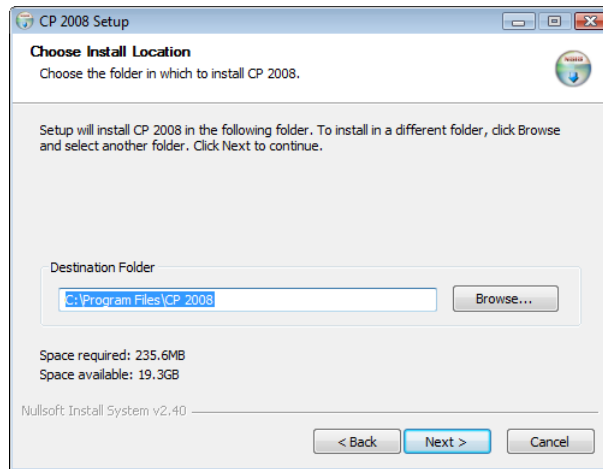 CP 2008 Setup
Choose Install Location
Choose the folder in which to install CP 2008.
Setup will install CP 2008 in the following folder. To install in a different folder, click Browse
and select another folder. Click Next to continue.
Destination Folder
C:\Program Files\CP 2008
Browse...
Space required: 235.6MB
Space available: 19.3GB
Nullsoft Install System v2.40
< Back
Next >
Cancel